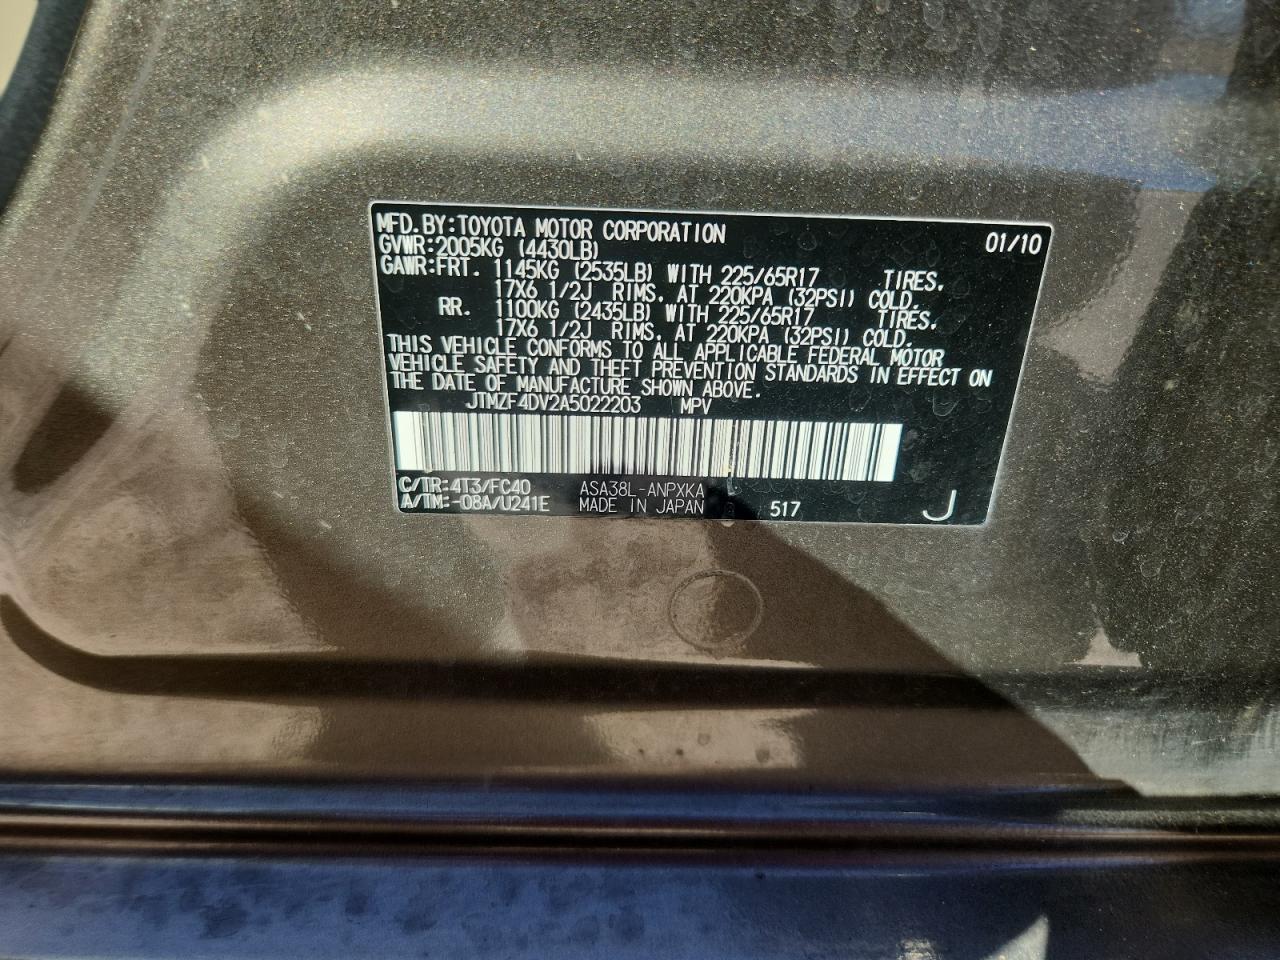 MFD.BY:TOYOTA MOTOR CORPORATION 01/10
GVWR:2005KG (4430LB)
GAWR:FRT. 1145KG (2535LB) WITH 225/65R17 TIRES.
17X6 1/2J RIMS. AT 220KPA (32PSI) COLD.
RR. 1100KG (2435LB) WITH 225/65R17 TIRES.
17X6 1/2J RIMS. AT 220KPA (32PSI) COLD.
THIS VEHICLE CONFORMS TO ALL APPLICABLE FEDERAL MOTOR
VEHICLE SAFETY AND THEFT PREVENTION STANDARDS IN EFFECT ON
THE DATE OF MANUFACTURE SHOWN ABOVE.
JTMZF4DV2A5022203 MPV
C/TR:4T3/FC40 ASA38L-ANPXKA
A/TM:-08A/U241E MADE IN JAPAN 517 J